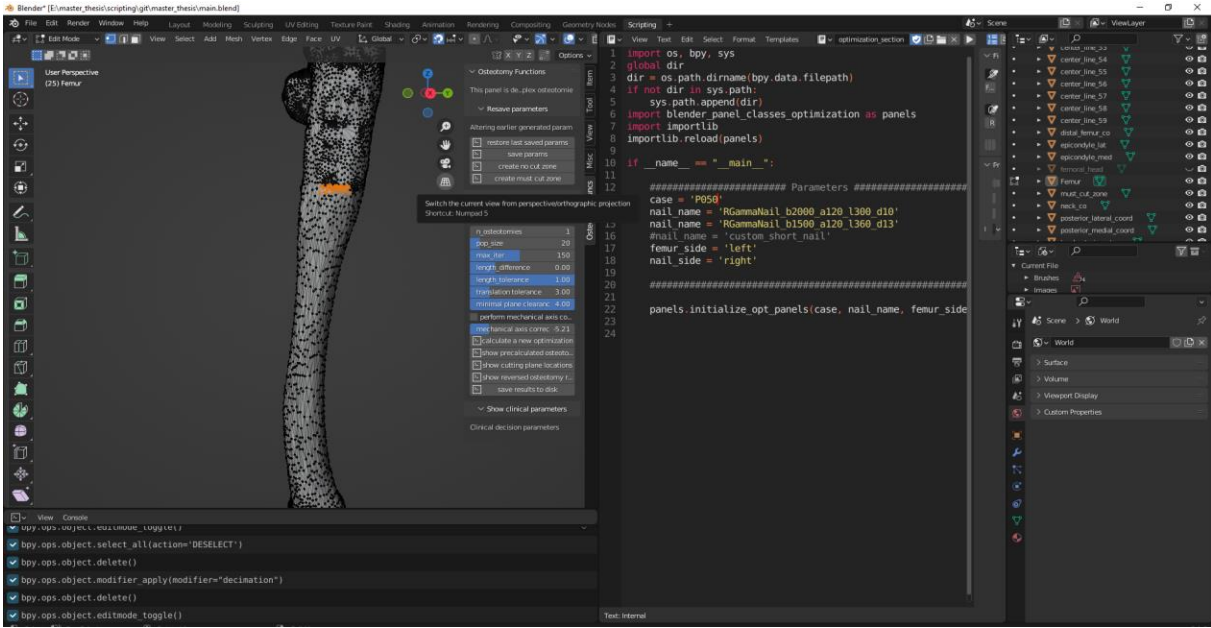 Blender* [E:\master_thesis\scripting\git\master_thesis\main.blend]
File Edit Render Window Help Layout Modeling Sculpting UV Editing Texture Paint Shading Animation Rendering Compositing Geometry Nodes Scripting + Scene ViewLayer
Edit Mode View Select Add Mesh Vertex Edge Face UV Global
View Text Edit Select Format Templates optimization_section
X Y Z Options
User Perspective
(25) Femur
Osteotomy Functions
This panel is de..plex osteotomie
Resave parameters
Altering earlier generated param
restore last saved params
save params
create no cut zone
create must cut zone
Switch the current view from perspective/orthographic projection
Shortcut: Numpad 5
n_osteotomies 1
pop_size 20
max_iter 150
length_difference 0.00
length_tolerance 1.00
translation tolerance 3.00
minimal plane clearanc 4.00
perform mechanical axis co..
mechanical axis correc -5.21
calculate a new optimization
show precalculated osteoto..
show cutting plane locations
show reversed osteotomy r...
save results to disk
Show clinical parameters
Clinical decision parameters
Item
Tool
View
Misc
Osteo
1 import os, bpy, sys
2 global dir
3 dir = os.path.dirname(bpy.data.filepath)
4 if not dir in sys.path:
5 sys.path.append(dir)
6 import blender_panel_classes_optimization as panels
7 import importlib
8 importlib.reload(panels)
9
10 if __name__ == "__main__":
11
12 ######################## Parameters ####################
case = 'P050'
nail_name = 'RGammaNail_b2000_a120_l300_d10'
15 nail_name = 'RGammaNail_b1500_a120_l360_d13'
16 #nail_name = 'custom_short_nail'
17 femur_side = 'left'
18 nail_side = 'right'
19
20 ########################################################
21
22 panels.initialize_opt_panels(case, nail_name, femur_side
23
24
Text: Internal
center_line_53
center_line_54
center_line_55
center_line_56
center_line_57
center_line_58
center_line_59
distal_femur_co
epicondyle_lat
epicondyle_med
femoral_head
Femur
must_cut_zone
neck_co
posterior_lateral_coord
posterior_medial_coord
Current File
Brushes
Images
Scene > World
World
Surface
Volume
Viewport Display
Custom Properties
View Console
bpy.ops.object.editmode_toggle()
bpy.ops.object.select_all(action='DESELECT')
bpy.ops.object.delete()
bpy.ops.object.modifier_apply(modifier="decimation")
bpy.ops.object.delete()
bpy.ops.object.editmode_toggle()